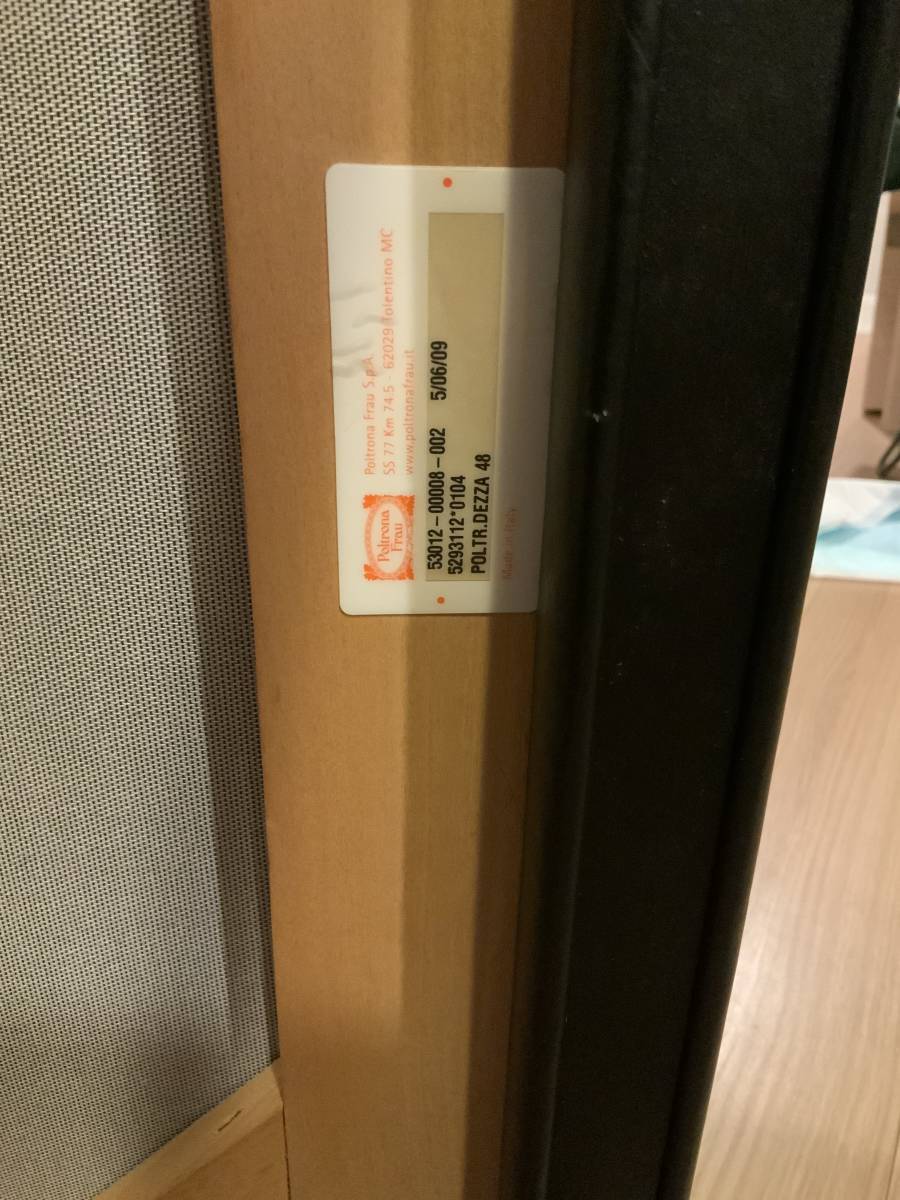 Poltrona
Frau
Poltrona Frau S.p.A.
SS 77 Km 74.5 - 62029 Tolentino MC
www.poltronafrau.it
53012-00008-002 5/06/09
5293112*0104
POLTR.DEZZA 48
Made in Italy